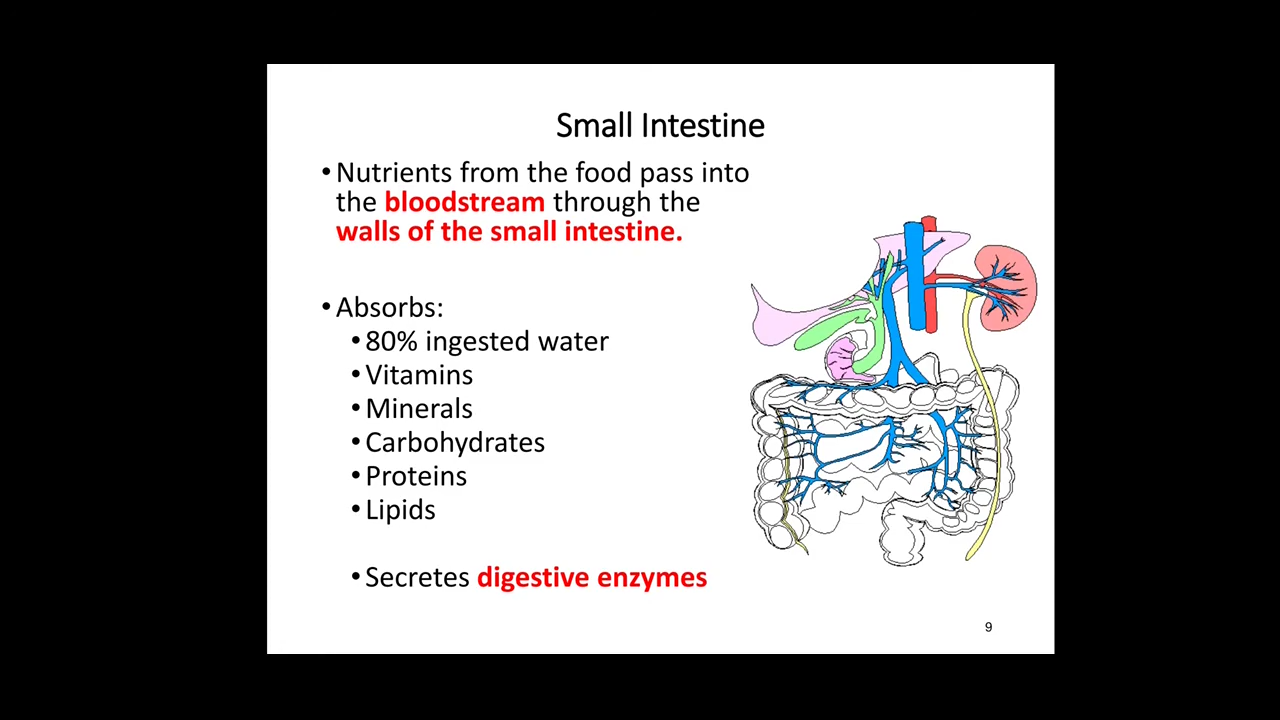 Small Intestine
•Nutrients from the food pass into
the bloodstream through the
walls of the small intestine.
•Absorbs:
•80% ingested water
•Vitamins
•Minerals
•Carbohydrates
•Proteins
•Lipids
•Secretes digestive enzymes
9